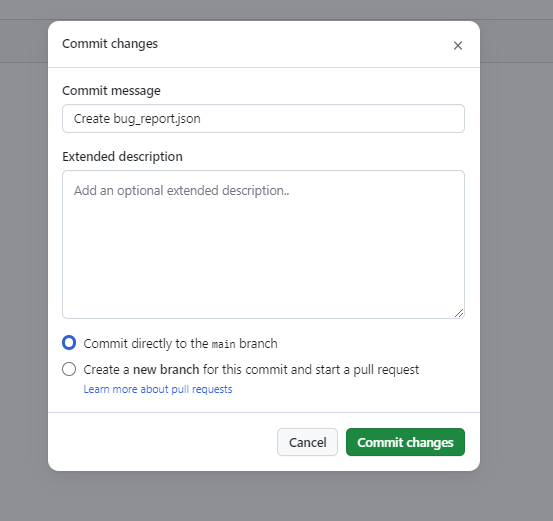 Commit changes
Commit message
Create bug_report.json
Extended description
Add an optional extended description..
Commit directly to the main branch
Create a new branch for this commit and start a pull request
Learn more about pull requests
Cancel
Commit changes